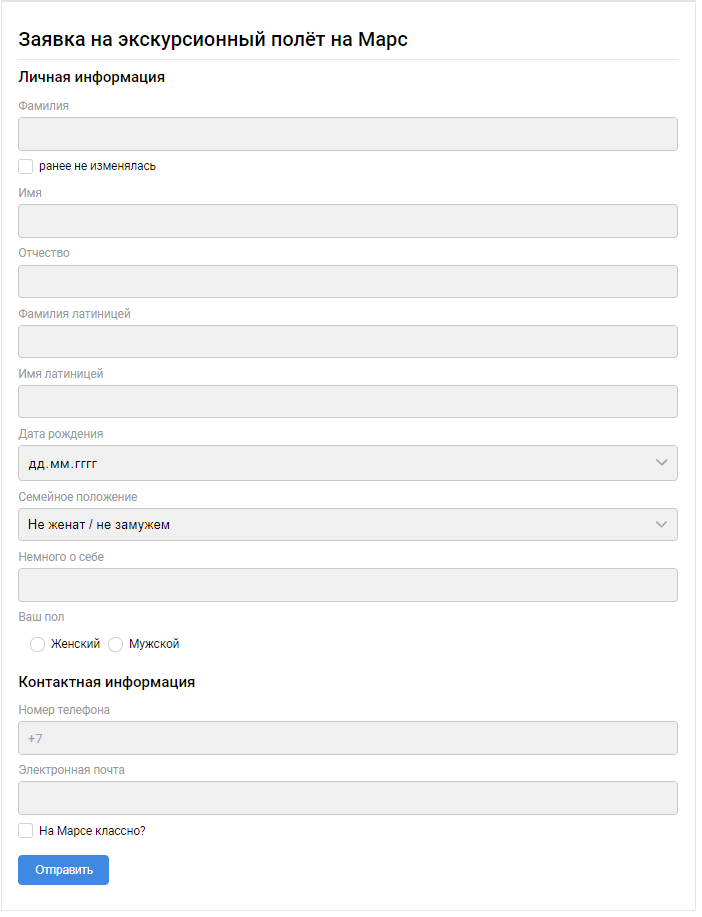 Заявка на экскурсионный полёт на Марс
Личная информация
Фамилия
ранее не изменялась
Имя
Отчество
Фамилия латиницей
Имя латиницей
Дата рождения
дд.мм.гггг
Семейное положение
Не женат / не замужем
Немного о себе
Ваш пол
Женский Мужской
Контактная информация
Номер телефона
+7
Электронная почта
На Марсе классно?
Отправить